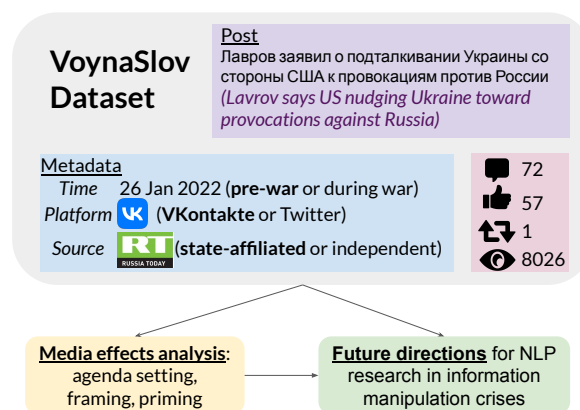 VoynaSlov
Dataset
Post
Лавров заявил о подталкивании Украины со
стороны США к провокациям против России
(Lavrov says US nudging Ukraine toward
provocations against Russia)
Metadata
Time 26 Jan 2022 (pre-war or during war)
Platform VK (VKontakte or Twitter)
Source RT (state-affiliated or independent)
RUSSIA TODAY
72
57
1
8026
Media effects analysis:
agenda setting,
framing, priming
Future directions for NLP
research in information
manipulation crises